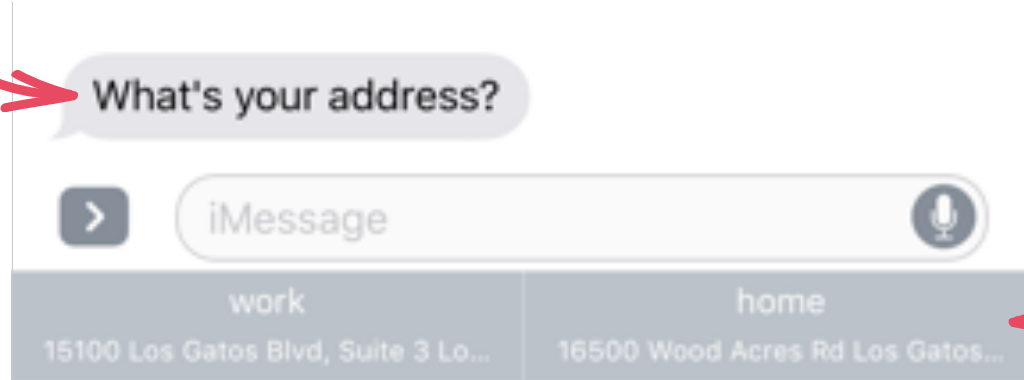 What's your address?
iMessage
work
home
15100 Los Gatos Blvd, Suite 3 Lo...
16500 Wood Acres Rd Los Gatos...